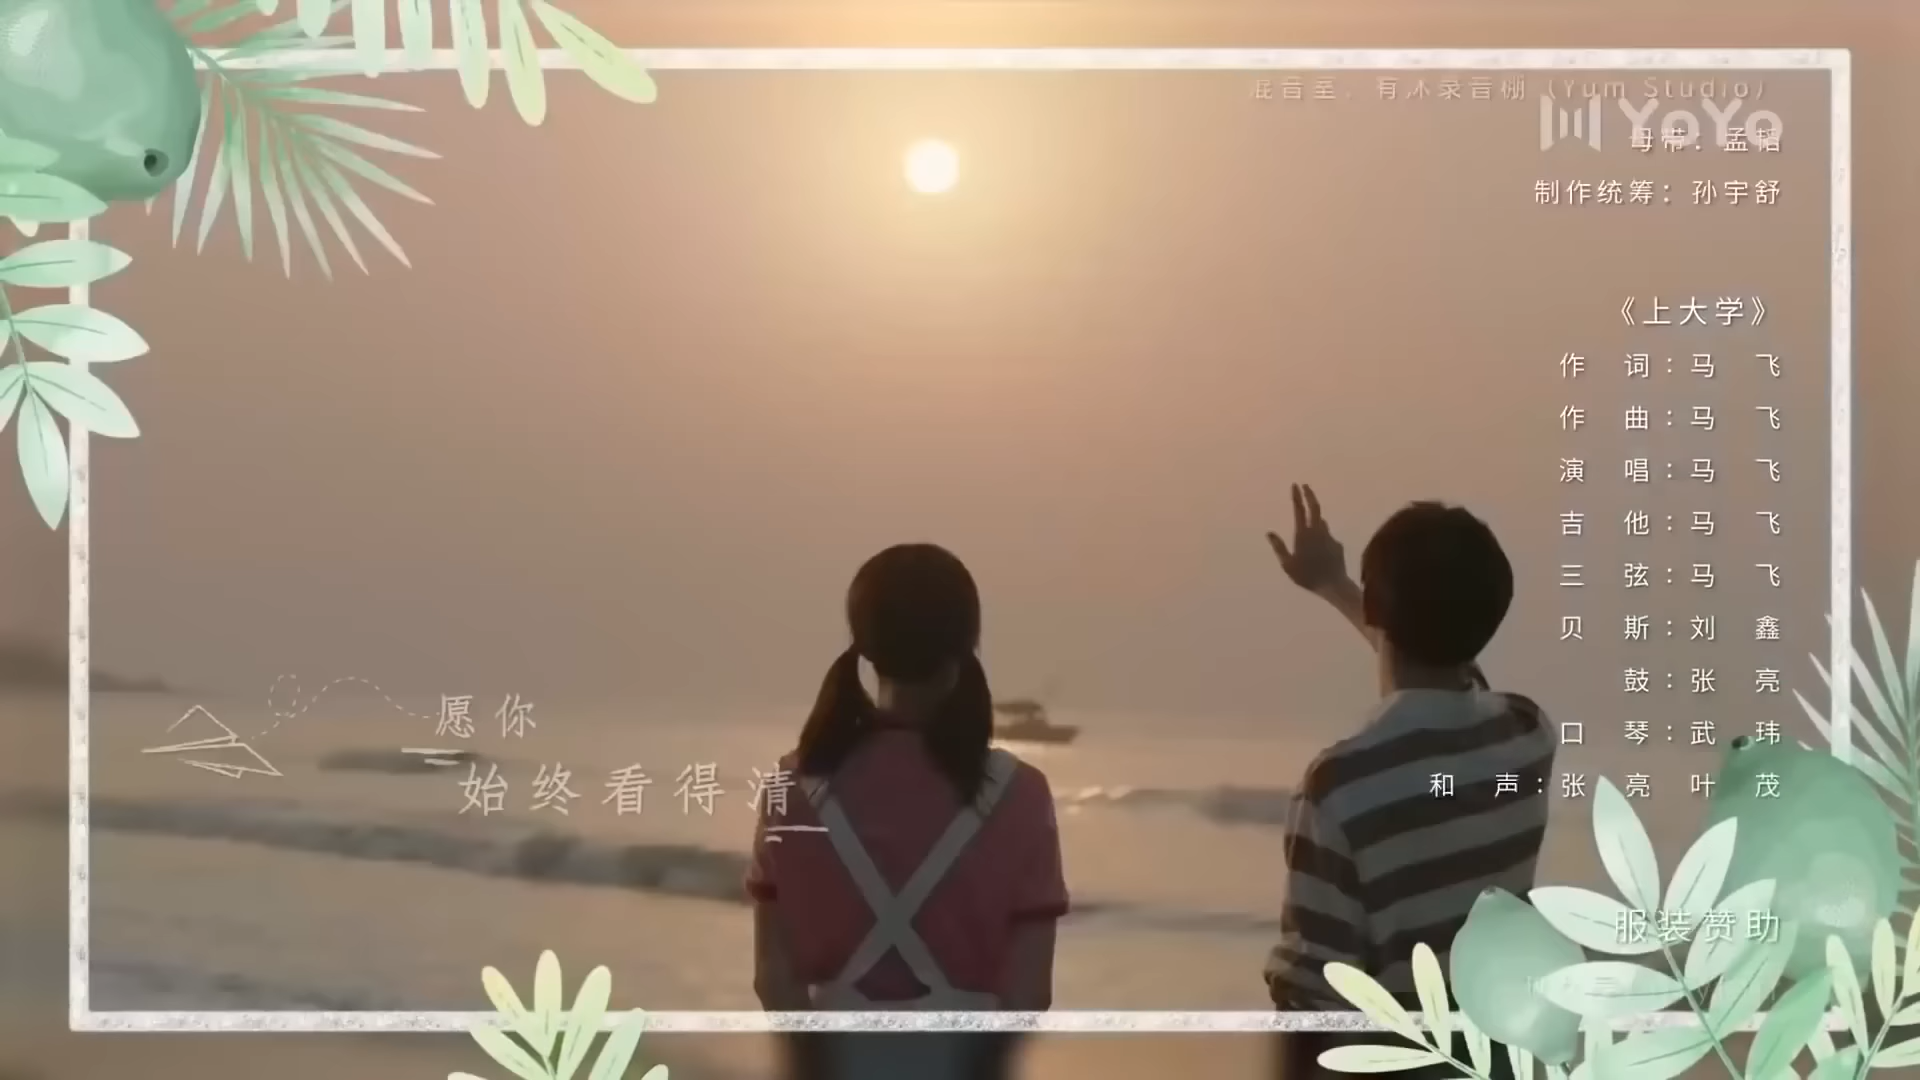 混音室：有沐录音棚（Yum Studio）
YoYo
母带：孟韬
制作统筹：孙宇舒
《上大学》
作 词：马 飞
作 曲：马 飞
演 唱：马 飞
吉 他：马 飞
三 弦：马 飞
贝 斯：刘 鑫
鼓：张 亮
口 琴：武 玮
和 声：张 亮 叶 茂
愿你
始终看得清
服装赞助